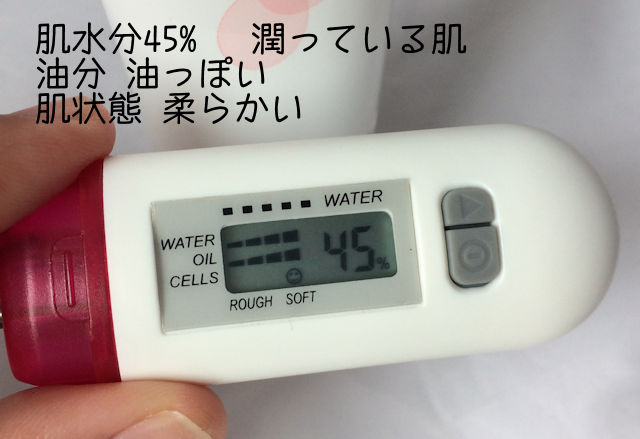 肌水分45% 潤っている肌
油分 油っぽい
肌状態 柔らかい
WATER
WATER
OIL
CELLS
45%
ROUGH SOFT